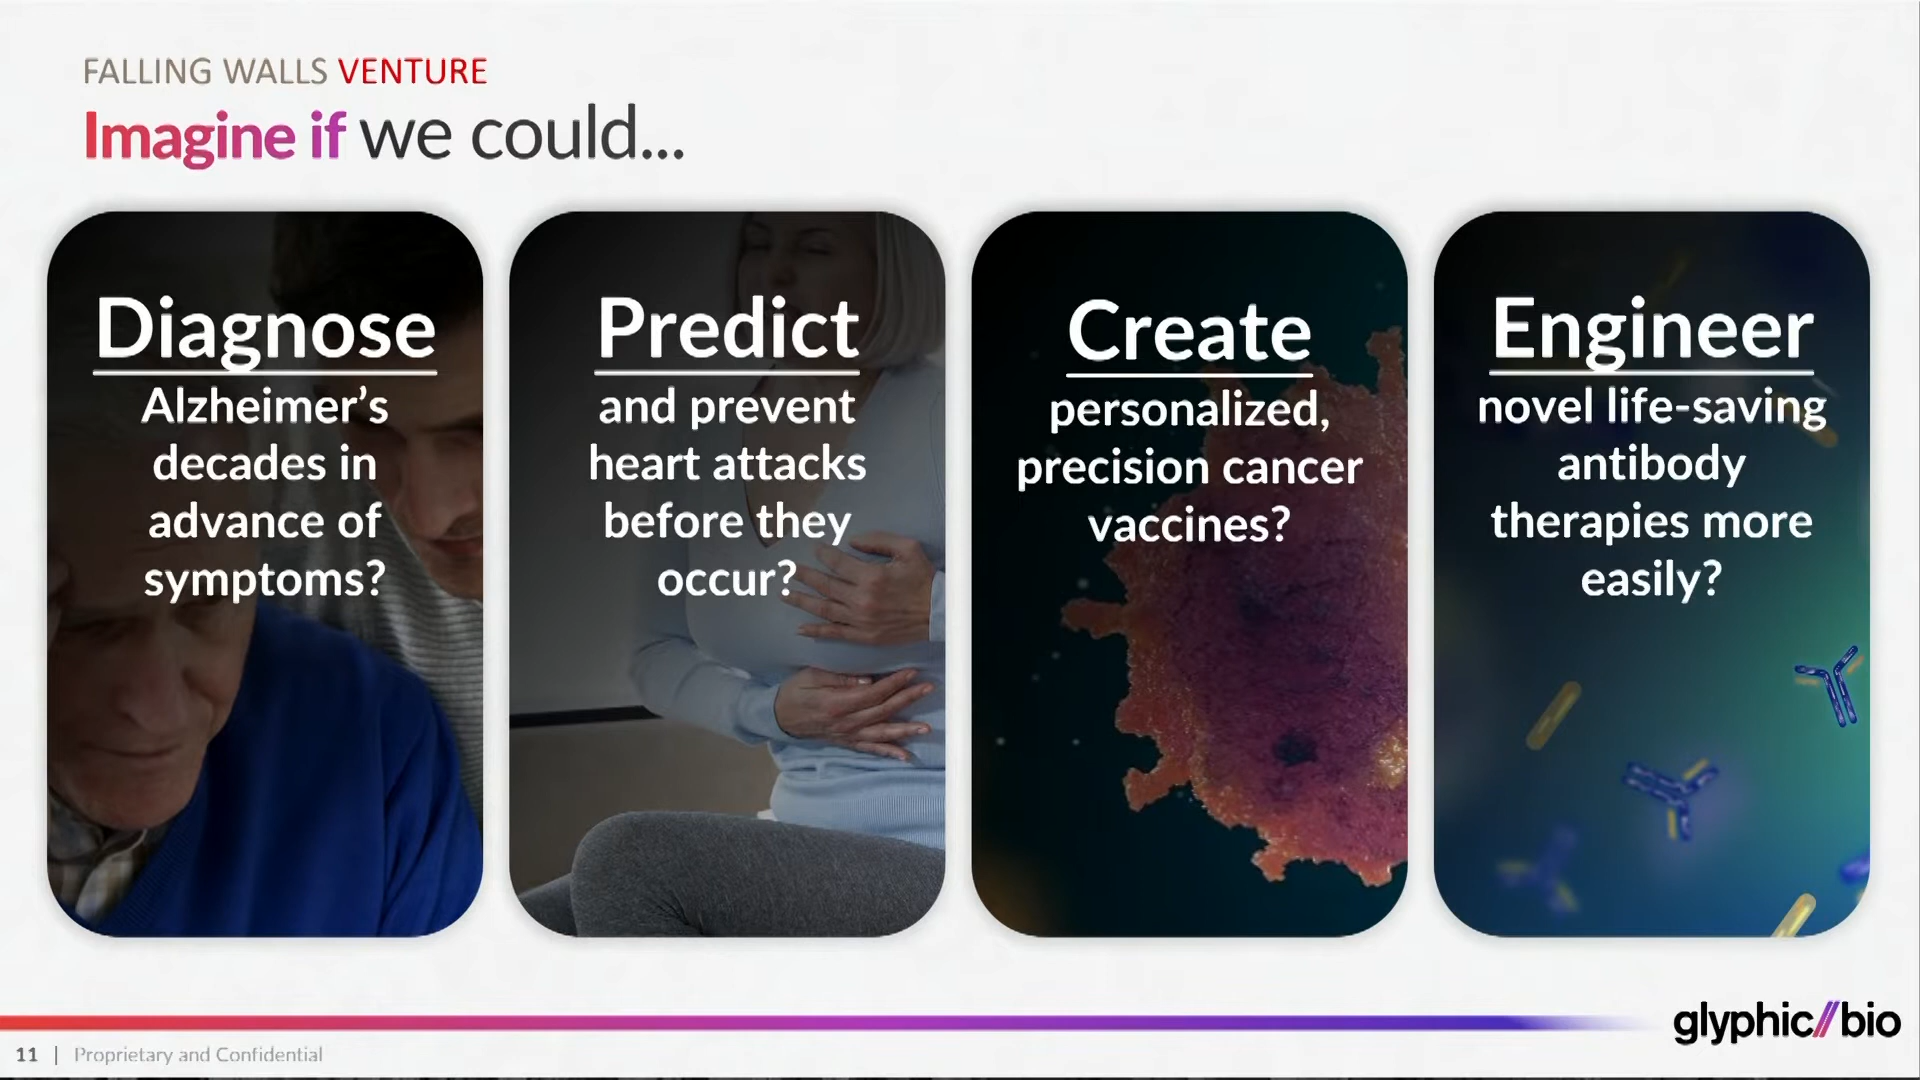 FALLING WALLS VENTURE
Imagine if we could...
Diagnose
Alzheimer’s
decades in
advance of
symptoms?
Predict
and prevent
heart attacks
before they
occur?
Create
personalized,
precision cancer
vaccines?
Engineer
novel life-saving
antibody
therapies more
easily?
glyphic//bio
11 | Proprietary and Confidential